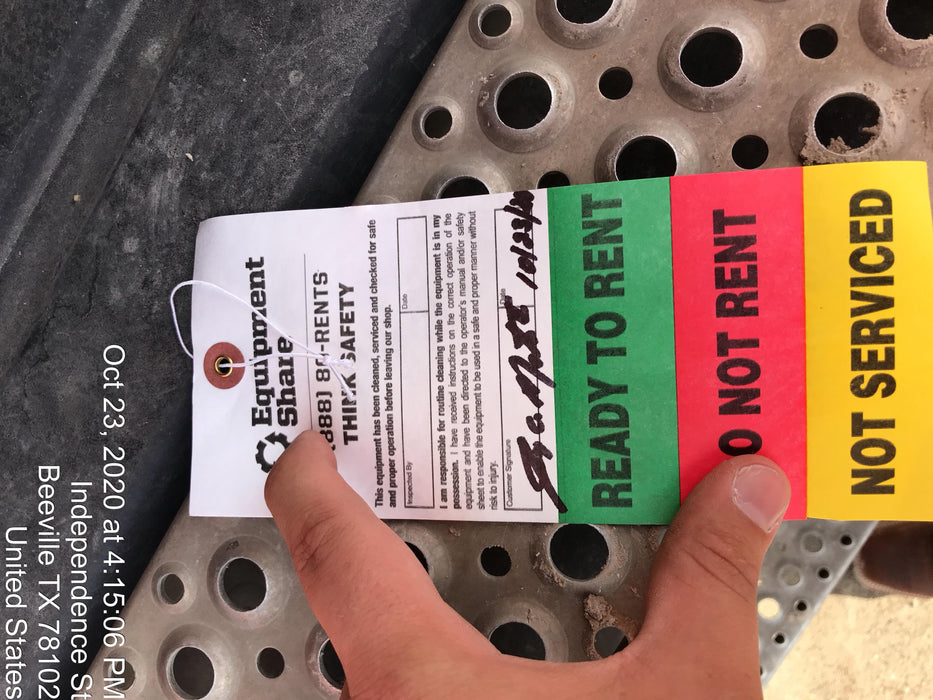 Equipment
Share
THINK SAFETY
This equipment has been cleaned, serviced and checked for safe
and proper operation before leaving our shop.
Inspected By
Date
I am responsible for routine cleaning while the equipment is in my
possession. I have received instructions on the correct operation of the
equipment and have been directed to the operator's manual and/or safety
sheet to enable the equipment to be used in a safe and proper manner without
risk to injury.
Customer Signature
Date
10/23/20
READY TO RENT
O NOT RENT
NOT SERVICED
Oct 23, 2020 at 4:15:06 PM
Independence St
Beeville TX 78102
United States